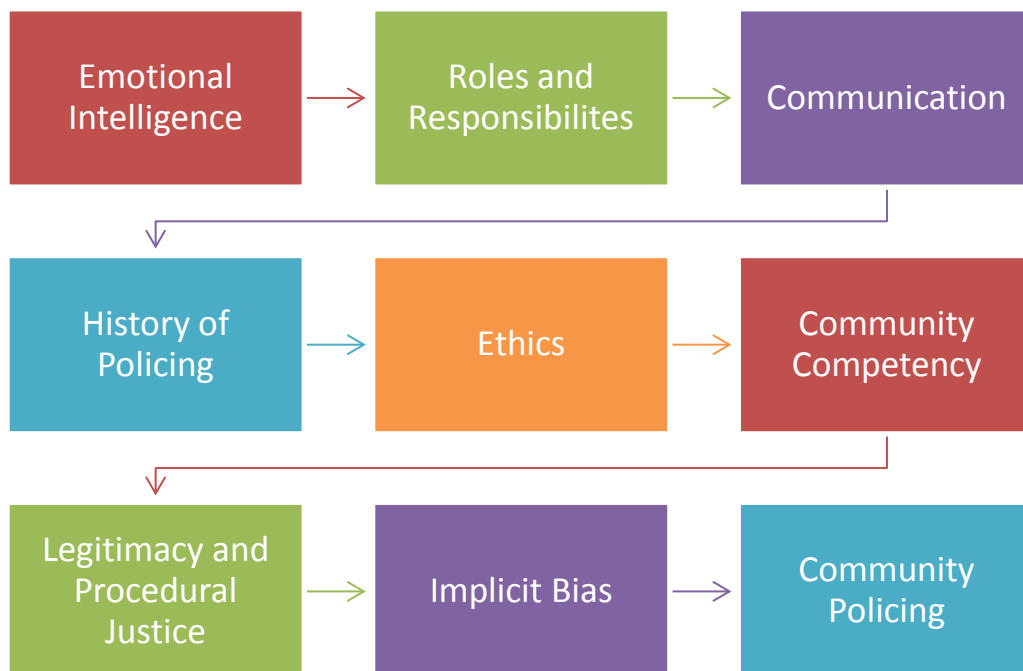 Emotional
Intelligence
Roles and
Responsibilites
Communication
History of
Policing
Ethics
Community
Competency
Legitimacy and
Procedural
Justice
Implicit Bias
Community
Policing